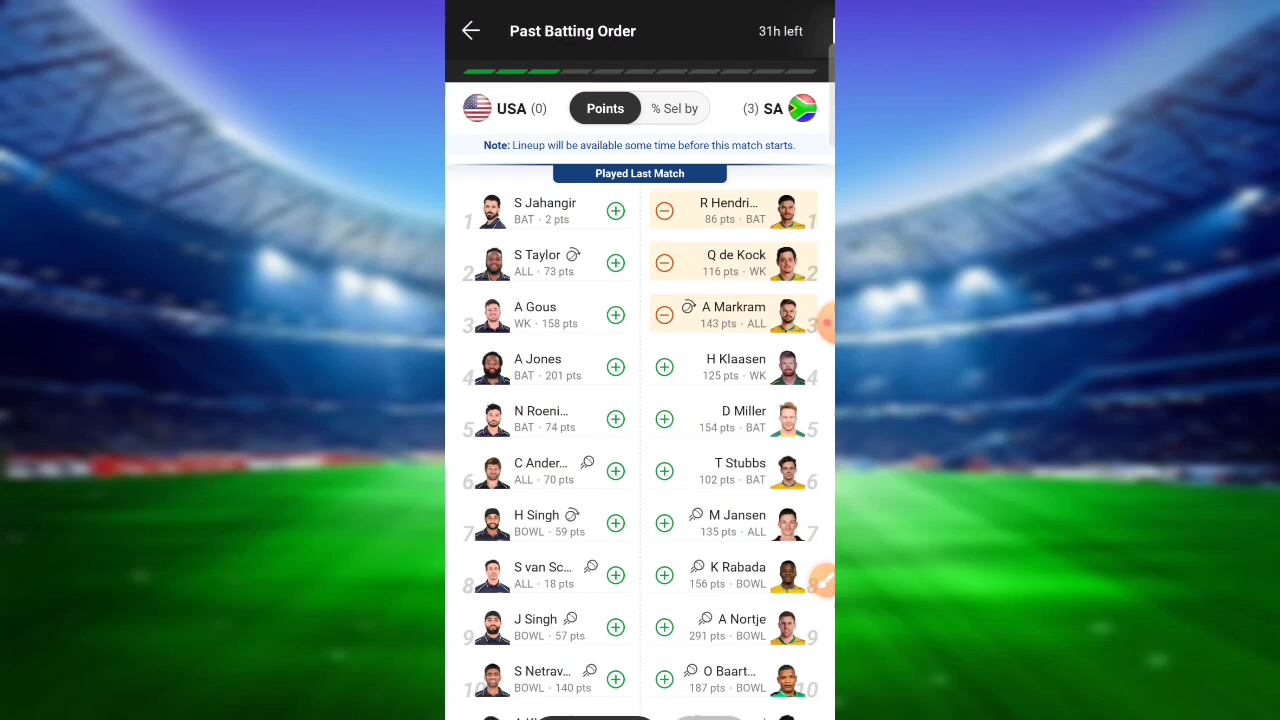 Past Batting Order
31h left
USA (0)
Points
% Sel by
(3) SA
Note: Lineup will be available some time before this match starts.
Played Last Match
1 S Jahangir
BAT · 2 pts
R Hendri... 1
86 pts · BAT
2 S Taylor
ALL · 73 pts
Q de Kock 2
116 pts · WK
3 A Gous
WK · 158 pts
A Markram 3
143 pts · ALL
4 A Jones
BAT · 201 pts
H Klaasen 4
125 pts · WK
5 N Roeni...
BAT · 74 pts
D Miller 5
154 pts · BAT
6 C Ander...
ALL · 70 pts
T Stubbs 6
102 pts · BAT
7 H Singh
BOWL · 59 pts
M Jansen 7
135 pts · ALL
8 S van Sc...
ALL · 18 pts
K Rabada 8
156 pts · BOWL
9 J Singh
BOWL · 57 pts
A Nortje 9
291 pts · BOWL
10 S Netrav...
BOWL · 140 pts
O Baart... 10
187 pts · BOWL